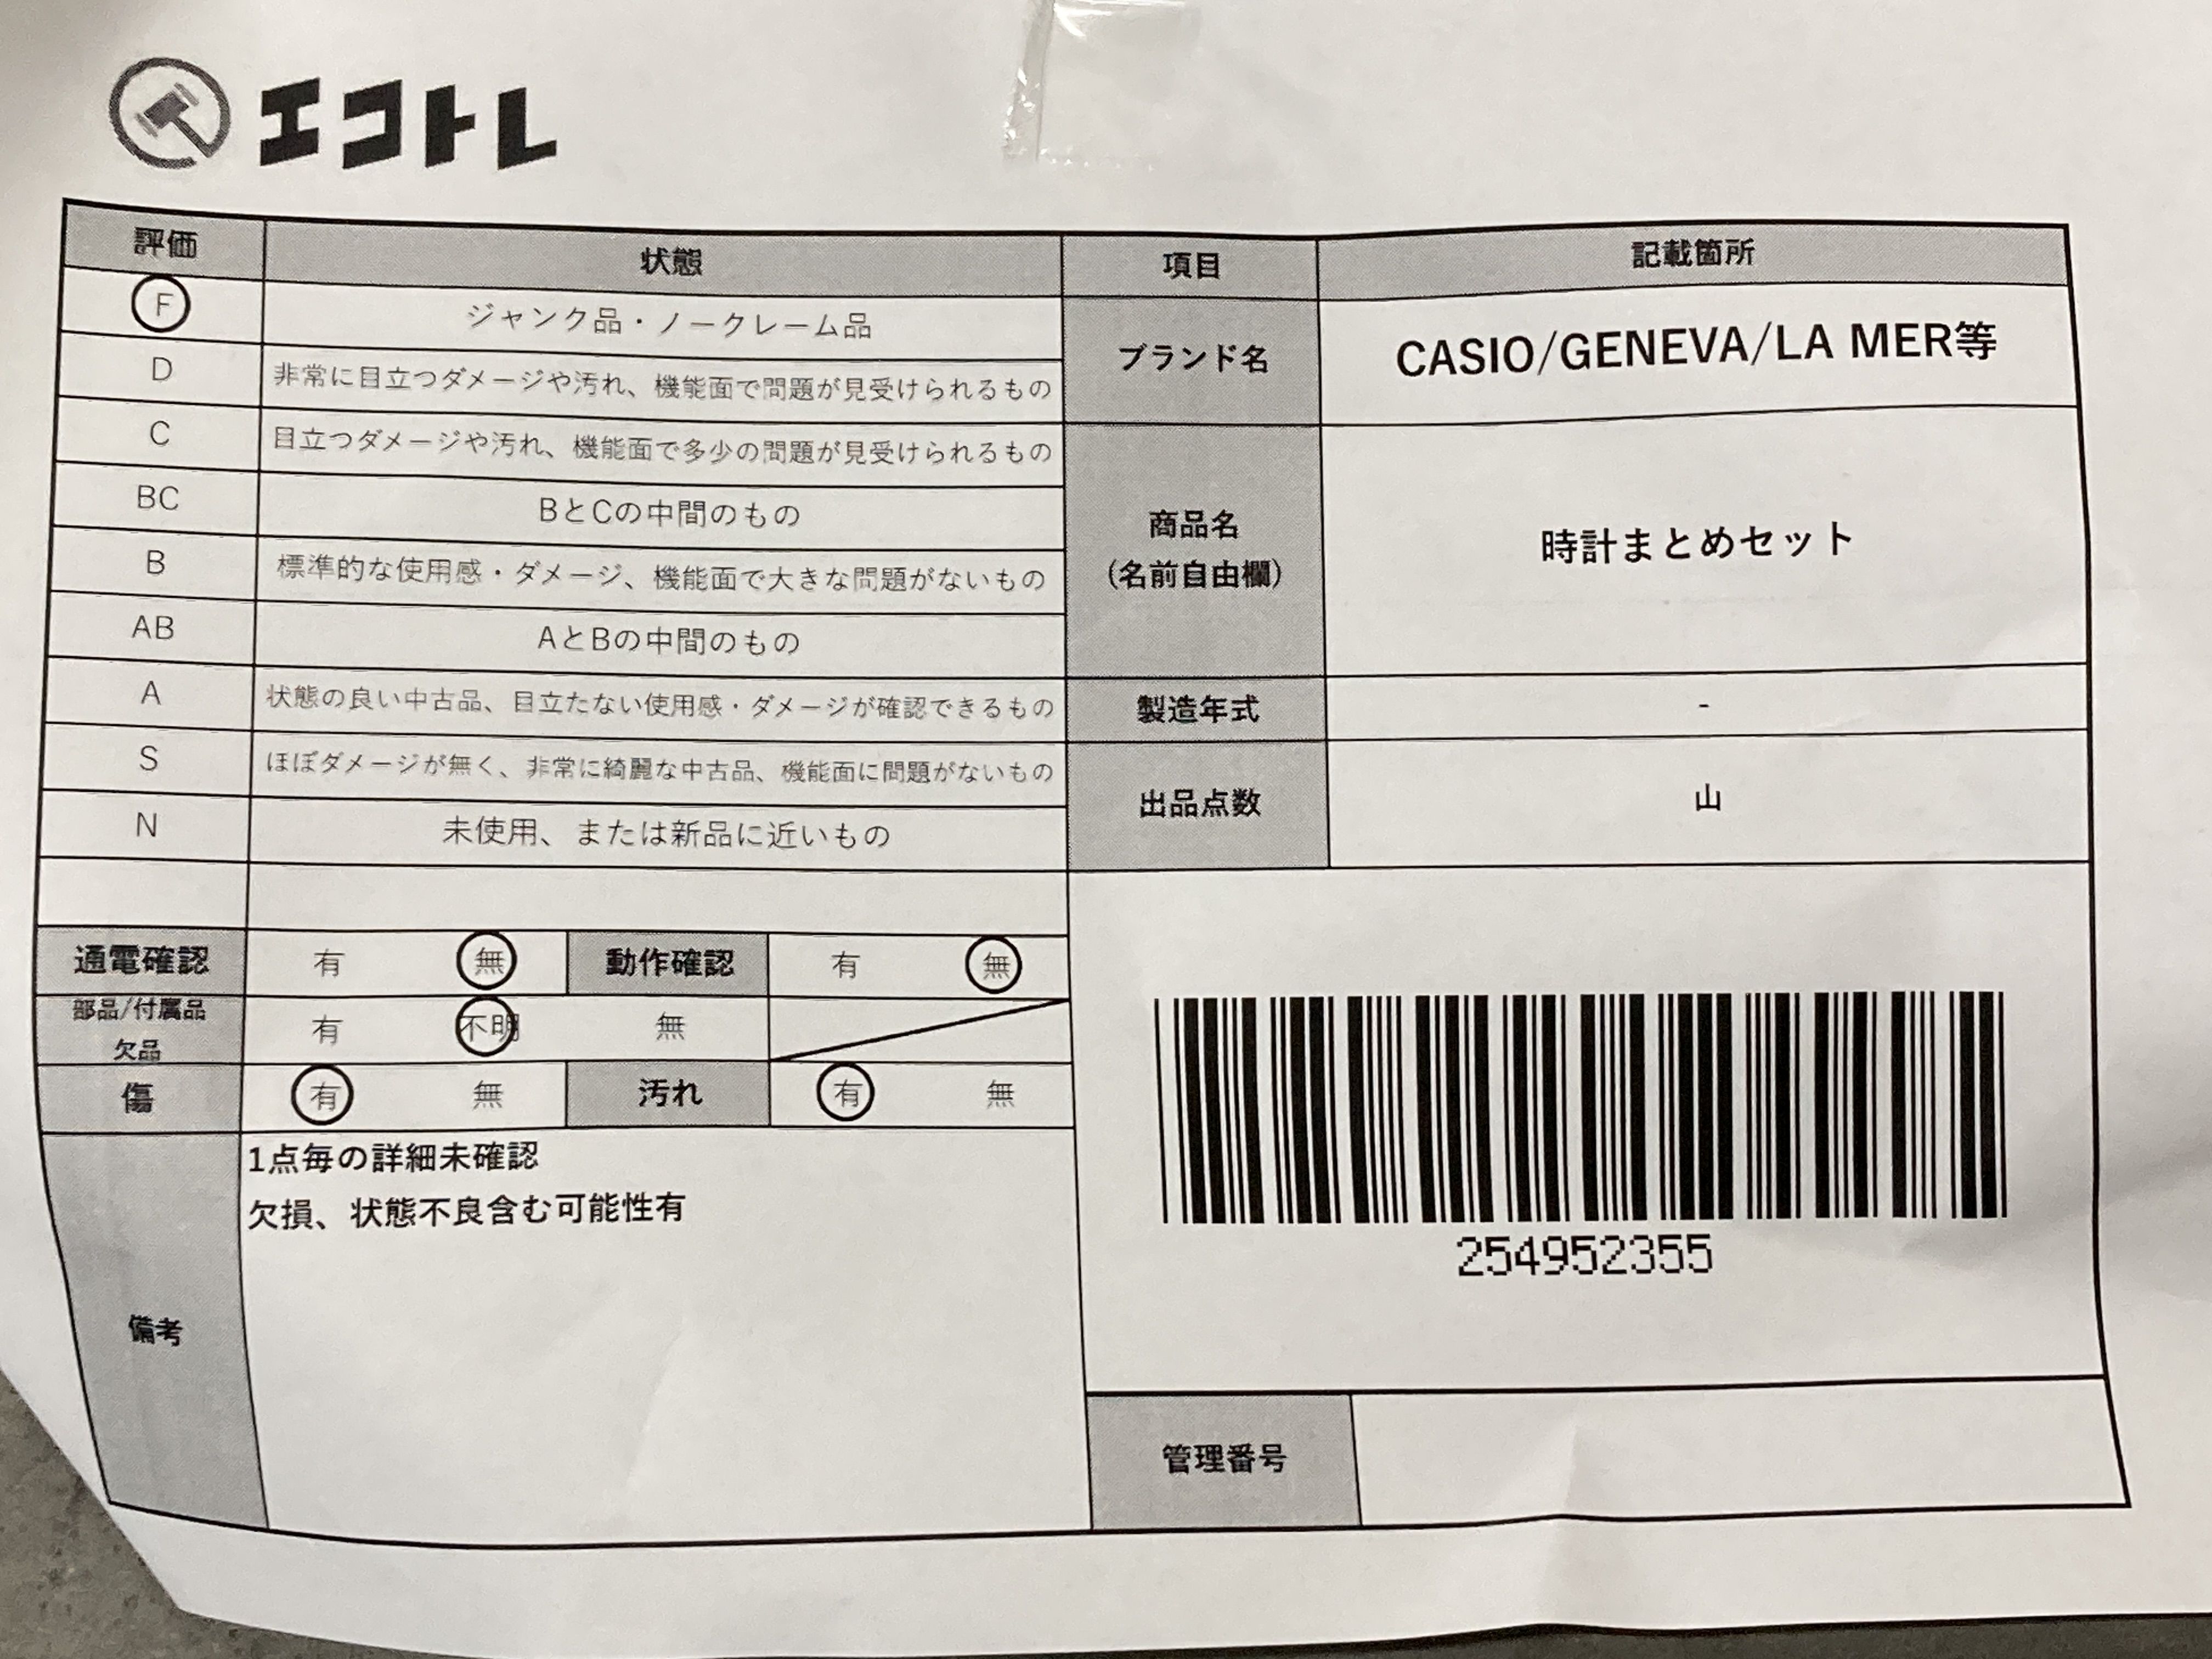 エコトレ
評価 状態
F ジャンク品・ノークレーム品
D 非常に目立つダメージや汚れ、機能面で問題が見受けられるもの
C 目立つダメージや汚れ、機能面で多少の問題が見受けられるもの
BC BとCの中間のもの
B 標準的な使用感・ダメージ、機能面で大きな問題がないもの
AB AとBの中間のもの
A 状態の良い中古品、目立たない使用感・ダメージが確認できるもの
S ほぼダメージが無く、非常に綺麗な中古品、機能面に問題がないもの
N 未使用、または新品に近いもの
通電確認 有 無 動作確認 有 無
部品/付属品
欠品 有 不明 無
傷 有 無 汚れ 有 無
備考
1点毎の詳細未確認
欠損、状態不良含む可能性有
項目 記載箇所
ブランド名 CASIO/GENEVA/LA MER等
商品名
(名前自由欄) 時計まとめセット
製造年式 -
出品点数 山
254952355
管理番号